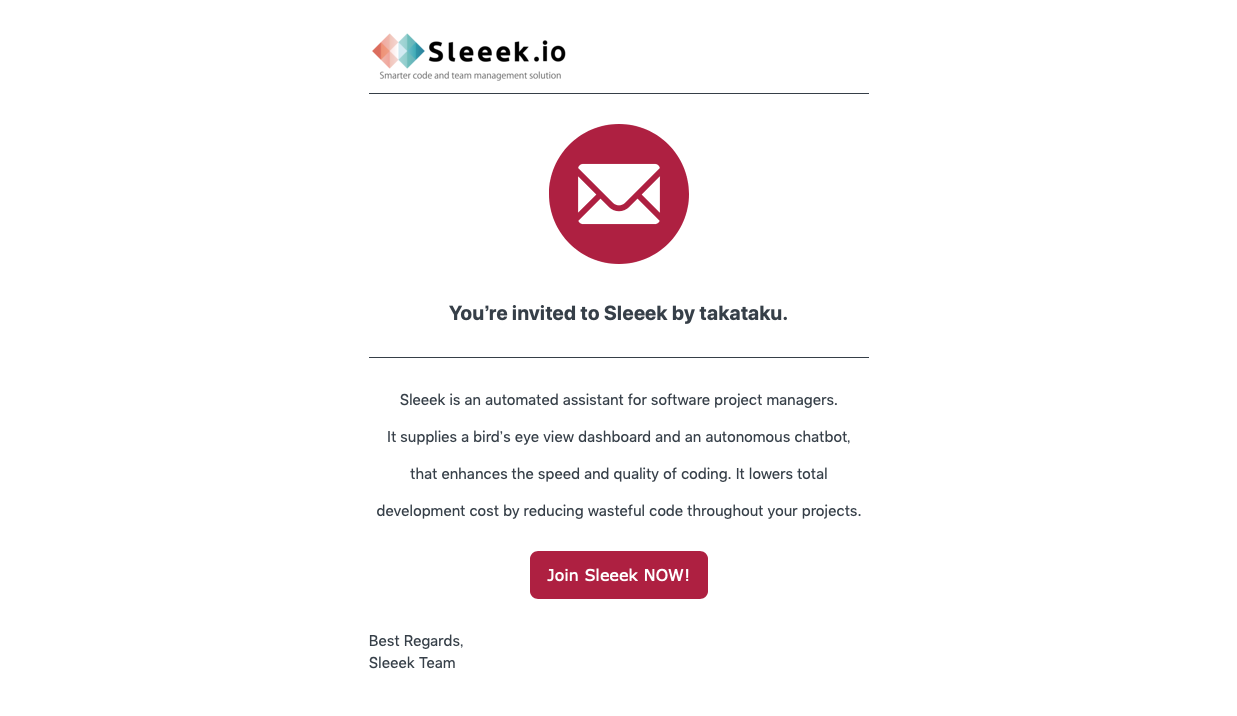 Sleeek.io
Smarter code and team management solution
You’re invited to Sleeek by takataku.
Sleeek is an automated assistant for software project managers.
It supplies a bird's eye view dashboard and an autonomous chatbot,
that enhances the speed and quality of coding. It lowers total
development cost by reducing wasteful code throughout your projects.
Join Sleeek NOW!
Best Regards,
Sleeek Team